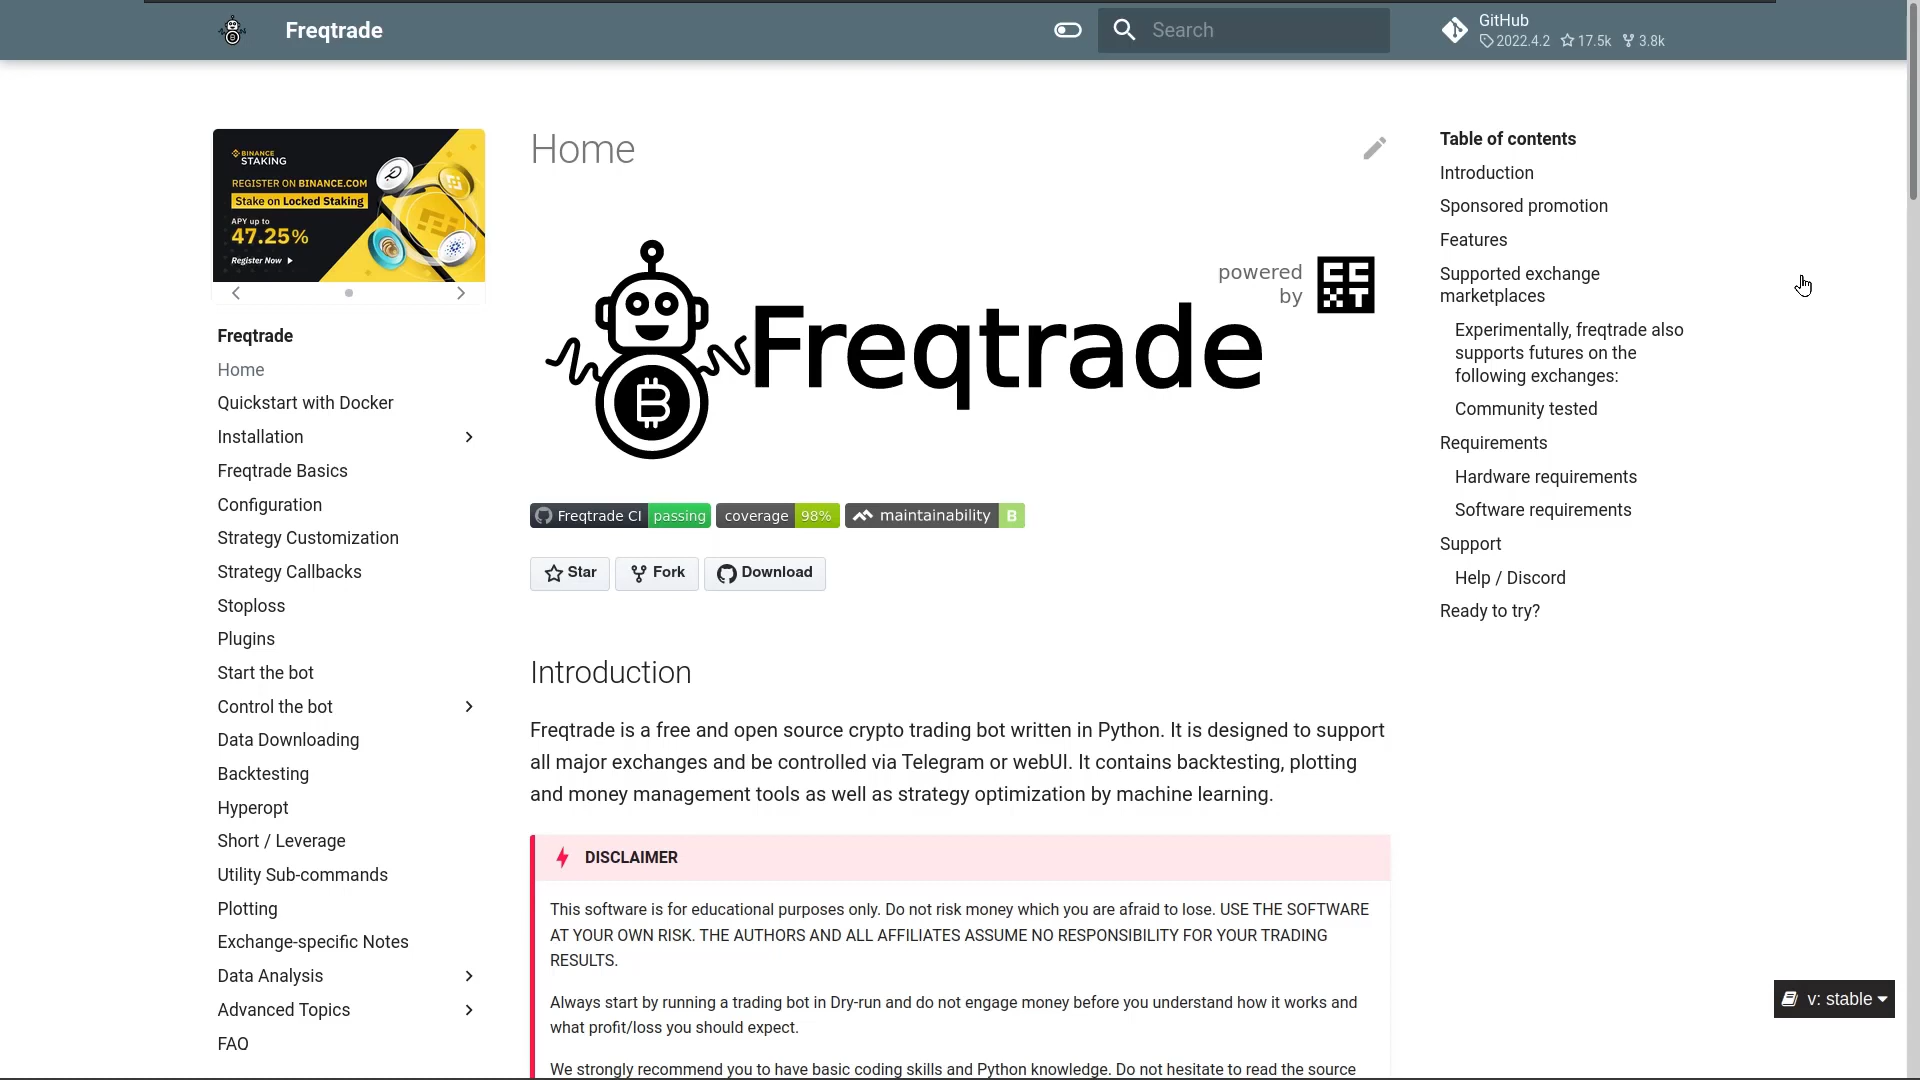 Freqtrade
Search
GitHub
2022.4.2 17.5k 3.8k
BINANCE
STAKING
REGISTER ON BINANCE.COM
Stake on Locked Staking
APY up to
47.25%
Register Now
Freqtrade
Home
Quickstart with Docker
Installation
Freqtrade Basics
Configuration
Strategy Customization
Strategy Callbacks
Stoploss
Plugins
Start the bot
Control the bot
Data Downloading
Backtesting
Hyperopt
Short / Leverage
Utility Sub-commands
Plotting
Exchange-specific Notes
Data Analysis
Advanced Topics
FAQ
Home
powered
by
Freqtrade
Freqtrade CI passing coverage 98% maintainability B
Star Fork Download
Introduction
Freqtrade is a free and open source crypto trading bot written in Python. It is designed to support
all major exchanges and be controlled via Telegram or webUI. It contains backtesting, plotting
and money management tools as well as strategy optimization by machine learning.
DISCLAIMER
This software is for educational purposes only. Do not risk money which you are afraid to lose. USE THE SOFTWARE
AT YOUR OWN RISK. THE AUTHORS AND ALL AFFILIATES ASSUME NO RESPONSIBILITY FOR YOUR TRADING
RESULTS.
Always start by running a trading bot in Dry-run and do not engage money before you understand how it works and
what profit/loss you should expect.
We strongly recommend you to have basic coding skills and Python knowledge. Do not hesitate to read the source
Table of contents
Introduction
Sponsored promotion
Features
Supported exchange
marketplaces
Experimentally, freqtrade also
supports futures on the
following exchanges:
Community tested
Requirements
Hardware requirements
Software requirements
Support
Help / Discord
Ready to try?
v: stable